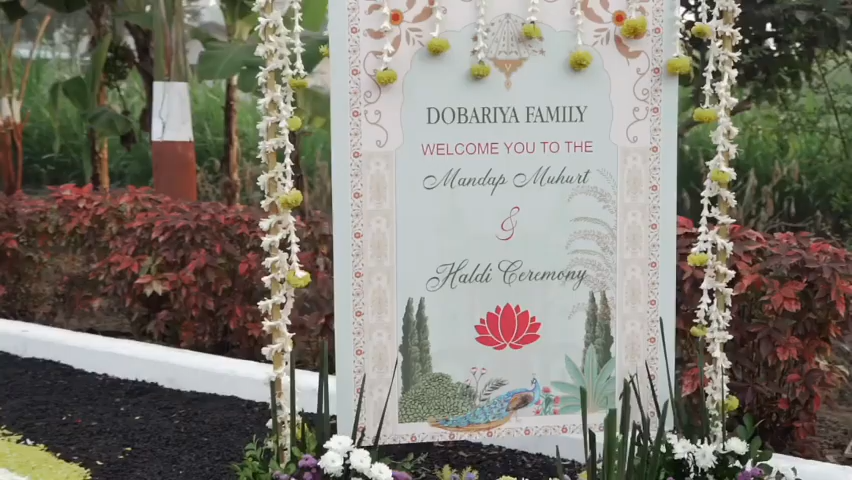 DOBARIYA FAMILY
WELCOME YOU TO THE
Mandap Muhurt
&
Haldi Ceremony